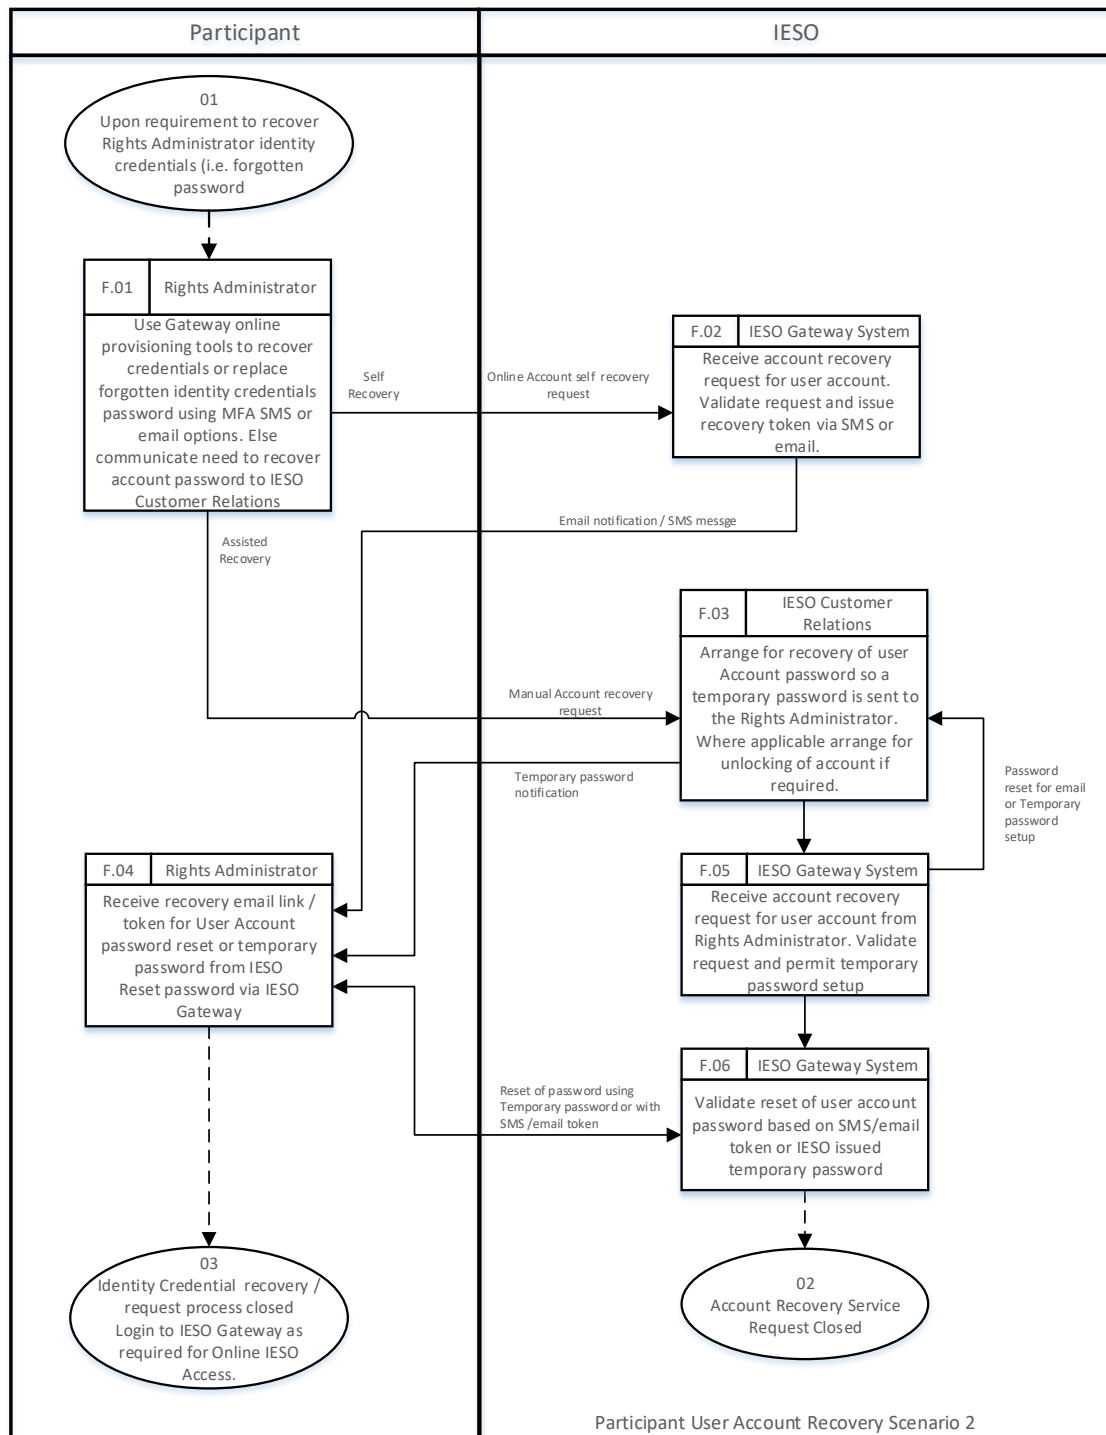 Participant
IESO
01
Upon requirement to recover
Rights Administrator identity
credentials (i.e. forgotten
password
F.01
Rights Administrator
Use Gateway online
provisioning tools to recover
credentials or replace
forgotten identity credentials
password using MFA SMS or
email options. Else
communicate need to recover
account password to IESO
Customer Relations
Self
Recovery
Online Account self recovery
request
F.02
IESO Gateway System
Receive account recovery
request for user account.
Validate request and issue
recovery token via SMS or
email.
Email notification / SMS messge
Assisted
Recovery
F.03
IESO Customer
Relations
Arrange for recovery of user
Account password so a
temporary password is sent to
the Rights Administrator.
Where applicable arrange for
unlocking of account if
required.
Manual Account recovery
request
Temporary password
notification
Password
reset for email
or Temporary
password
setup
F.04
Rights Administrator
Receive recovery email link /
token for User Account
password reset or temporary
password from IESO
Reset password via IESO
Gateway
F.05
IESO Gateway System
Receive account recovery
request for user account from
Rights Administrator. Validate
request and permit temporary
password setup
F.06
IESO Gateway System
Validate reset of user account
password based on SMS/email
token or IESO issued
temporary password
Reset of password using
Temporary password or with
SMS /email token
03
Identity Credential recovery /
request process closed
Login to IESO Gateway as
required for Online IESO
Access.
02
Account Recovery Service
Request Closed
Participant User Account Recovery Scenario 2